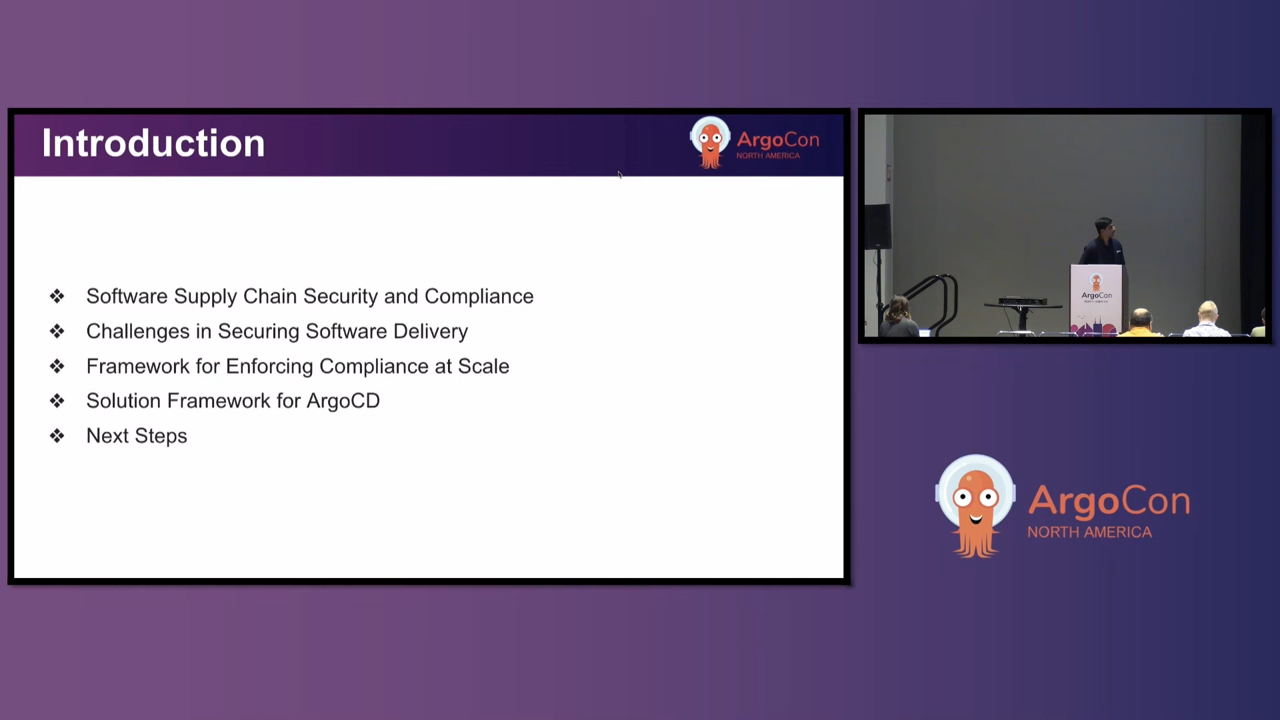 Introduction
ArgoCon
NORTH AMERICA
Software Supply Chain Security and Compliance
Challenges in Securing Software Delivery
Framework for Enforcing Compliance at Scale
Solution Framework for ArgoCD
Next Steps
ArgoCon
ArgoCon
NORTH AMERICA